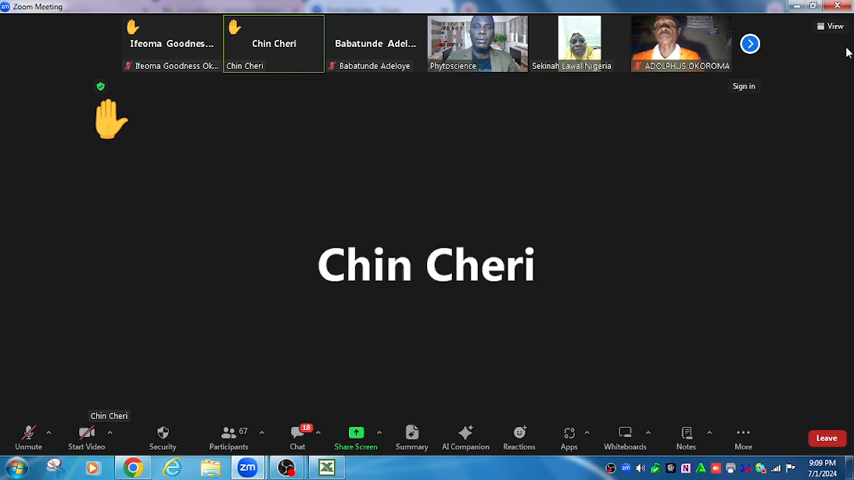 Zoom Meeting
Ifeoma Goodnes...
Chin Cheri
Babatunde Adel...
View
Ifeoma Goodness Ok...
Chin Cheri
Babatunde Adeloye
Phytoscience
Sekinah Lawal Nigeria
ADOLPHUS OKOROMA
Sign in
Chin Cheri
Chin Cheri
67
18
Unmute
Start Video
Security
Participants
Chat
Share Screen
Summary
AI Companion
Reactions
Apps
Whiteboards
Notes
More
Leave
zm
9:09 PM
7/1/2024